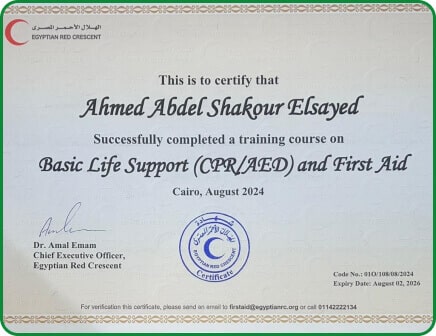 الهلال الأحمر المصرى
EGYPTIAN RED CRESCENT
This is to certify that
Ahmed Abdel Shakour Elsayed
Successfully completed a training course on
Basic Life Support (CPR/AED) and First Aid
Cairo, August 2024
Dr. Amal Emam
Chief Executive Officer,
Egyptian Red Crescent
شهادة
الهلال الأحمر المصرى
EGYPTIAN RED CRESCENT
Certificate
Code No.: 01O/108/08/2024
Expiry Date: August 02, 2026
For verification this certificate, please send an email to firstaid@egyptianrc.org or call 01142222134